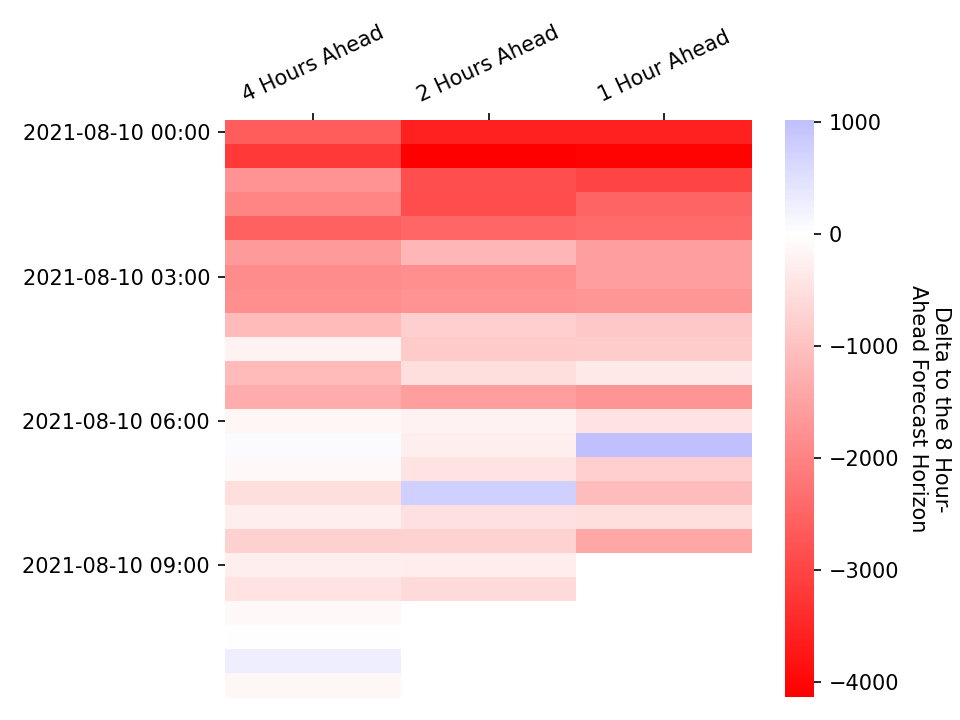 4 Hours Ahead
2 Hours Ahead
1 Hour Ahead
2021-08-10 00:00
2021-08-10 03:00
2021-08-10 06:00
2021-08-10 09:00
1000
0
−1000
−2000
−3000
−4000
Delta to the 8 Hour-
Ahead Forecast Horizon